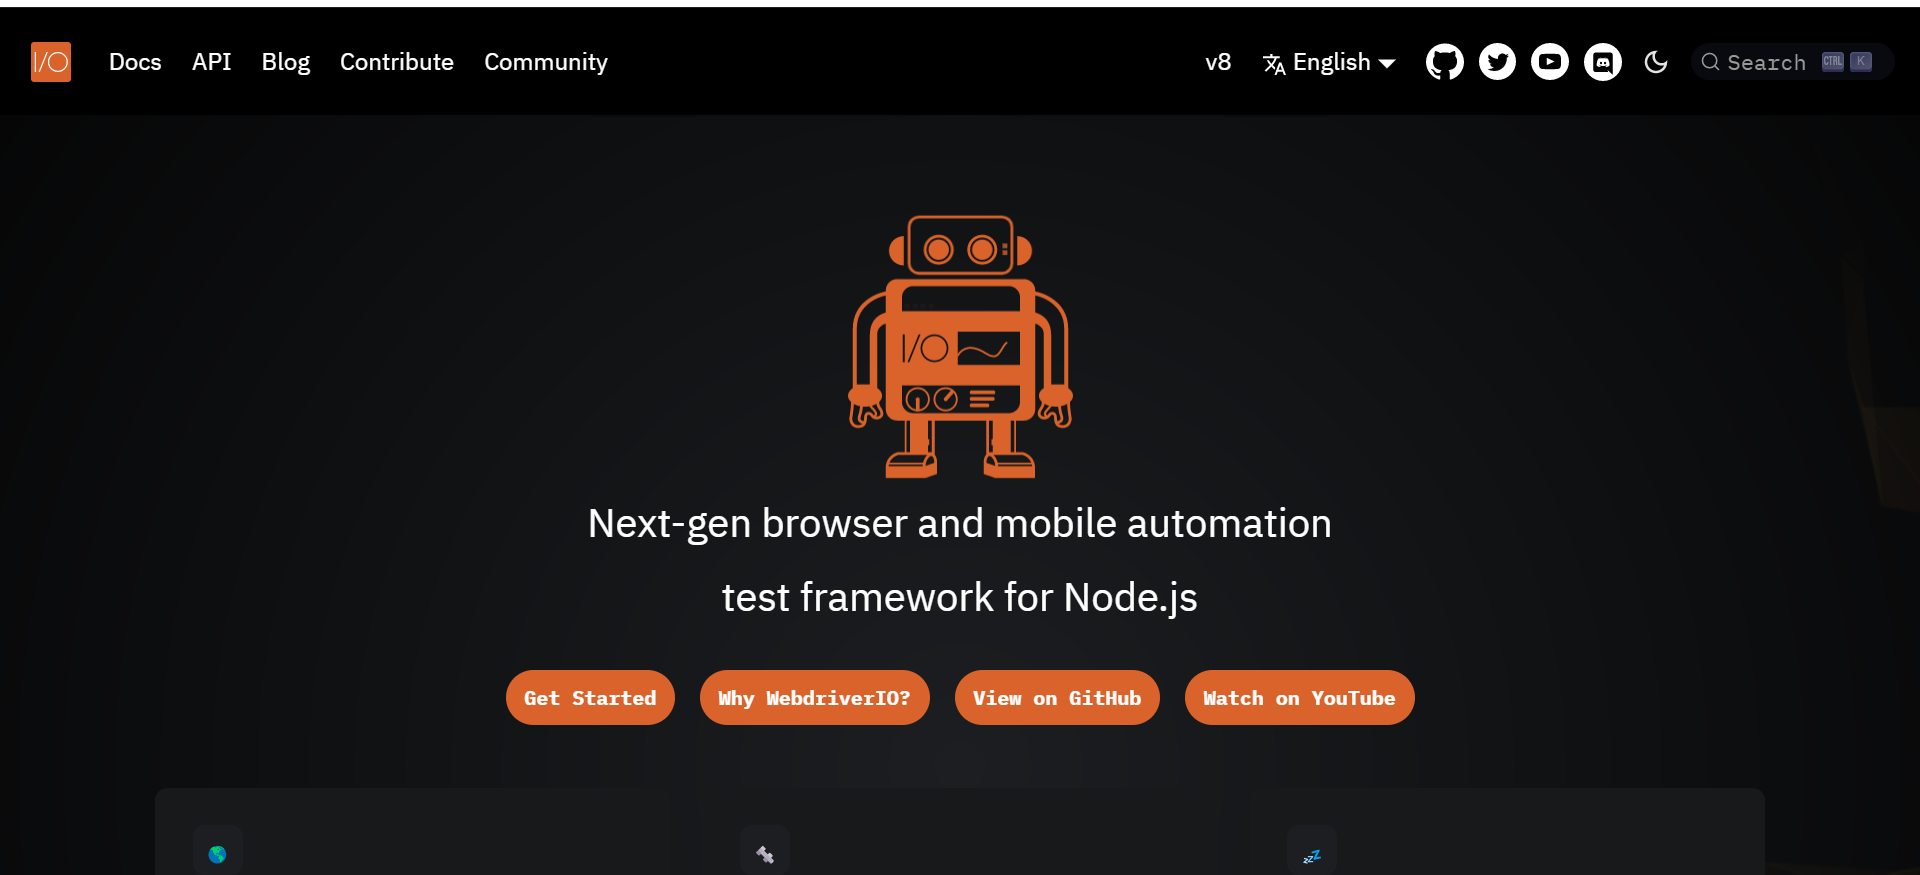 I/O Docs API Blog Contribute Community v8 English Search CTRL K
I/O
Next-gen browser and mobile automation
test framework for Node.js
Get Started Why WebdriverIO? View on GitHub Watch on YouTube